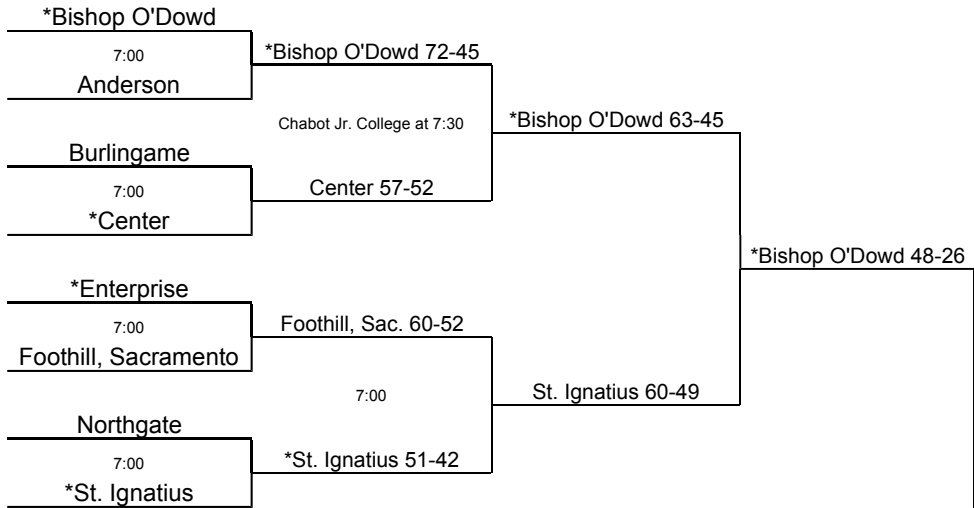 *Bishop O'Dowd
7:00
Anderson
*Bishop O'Dowd 72-45
Chabot Jr. College at 7:30
*Bishop O'Dowd 63-45
Burlingame
7:00
*Center
Center 57-52
*Bishop O'Dowd 48-26
*Enterprise
7:00
Foothill, Sacramento
Foothill, Sac. 60-52
7:00
St. Ignatius 60-49
Northgate
7:00
*St. Ignatius
*St. Ignatius 51-42